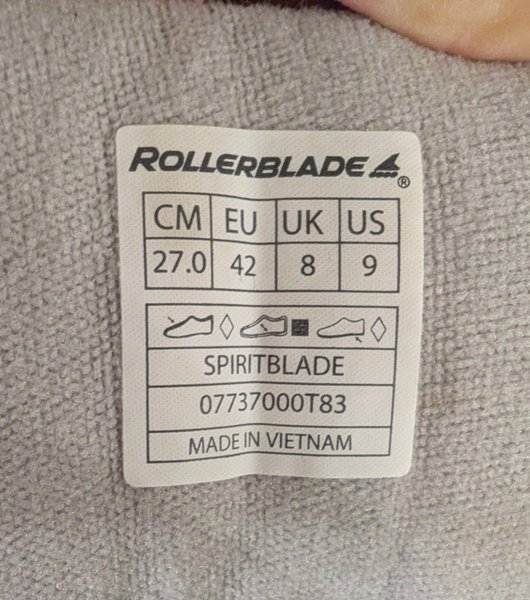 ROLLERBLADE®
CM EU UK US
27.0 42 8 9
SPIRITBLADE
07737000T83
MADE IN VIETNAM